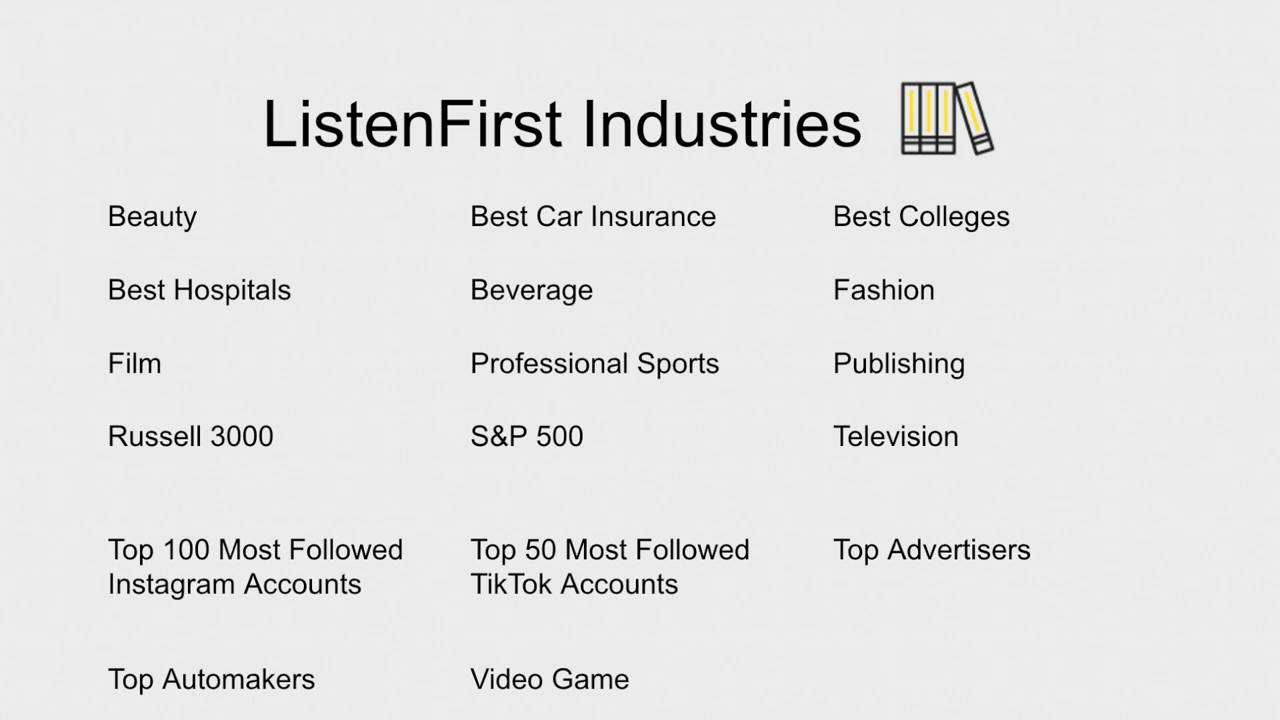 ListenFirst Industries
Beauty
Best Car Insurance
Best Colleges
Best Hospitals
Beverage
Fashion
Film
Professional Sports
Publishing
Russell 3000
S&P 500
Television
Top 100 Most Followed
Instagram Accounts
Top 50 Most Followed
TikTok Accounts
Top Advertisers
Top Automakers
Video Game